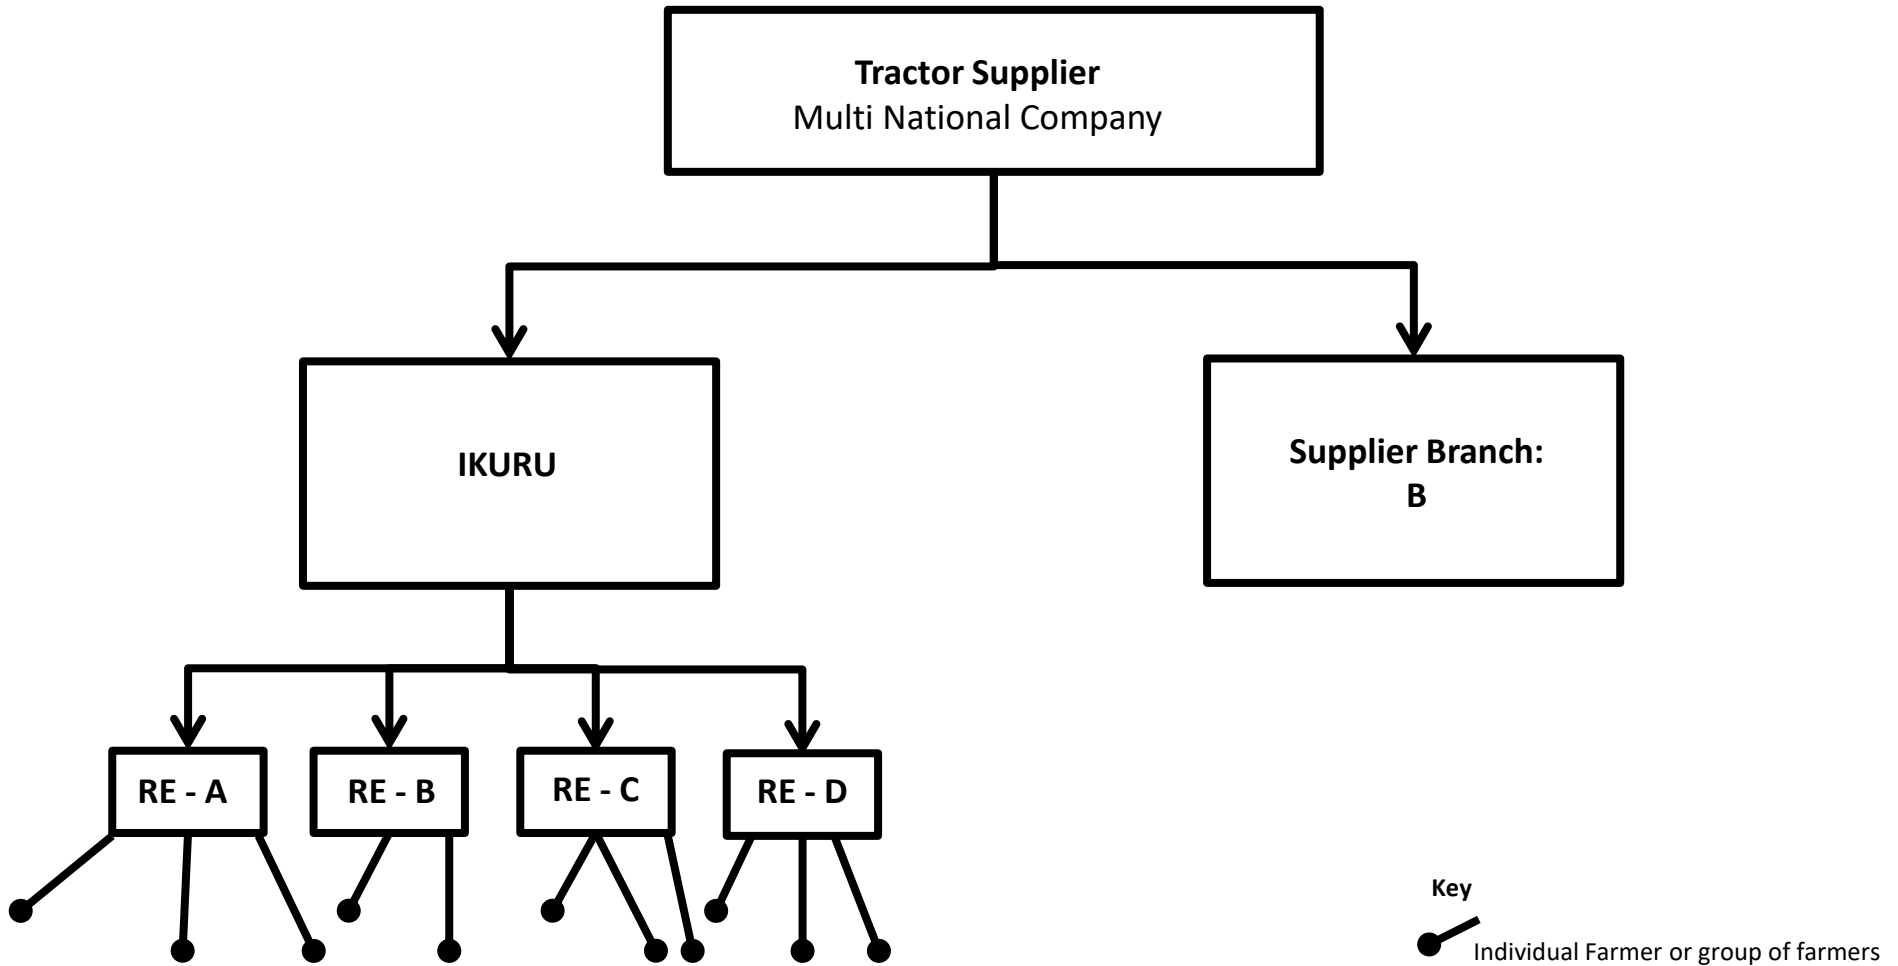 Tractor Supplier
Multi National Company
IKURU
Supplier Branch:
B
RE - A
RE - B
RE - C
RE - D
Key
Individual Farmer or group of farmers